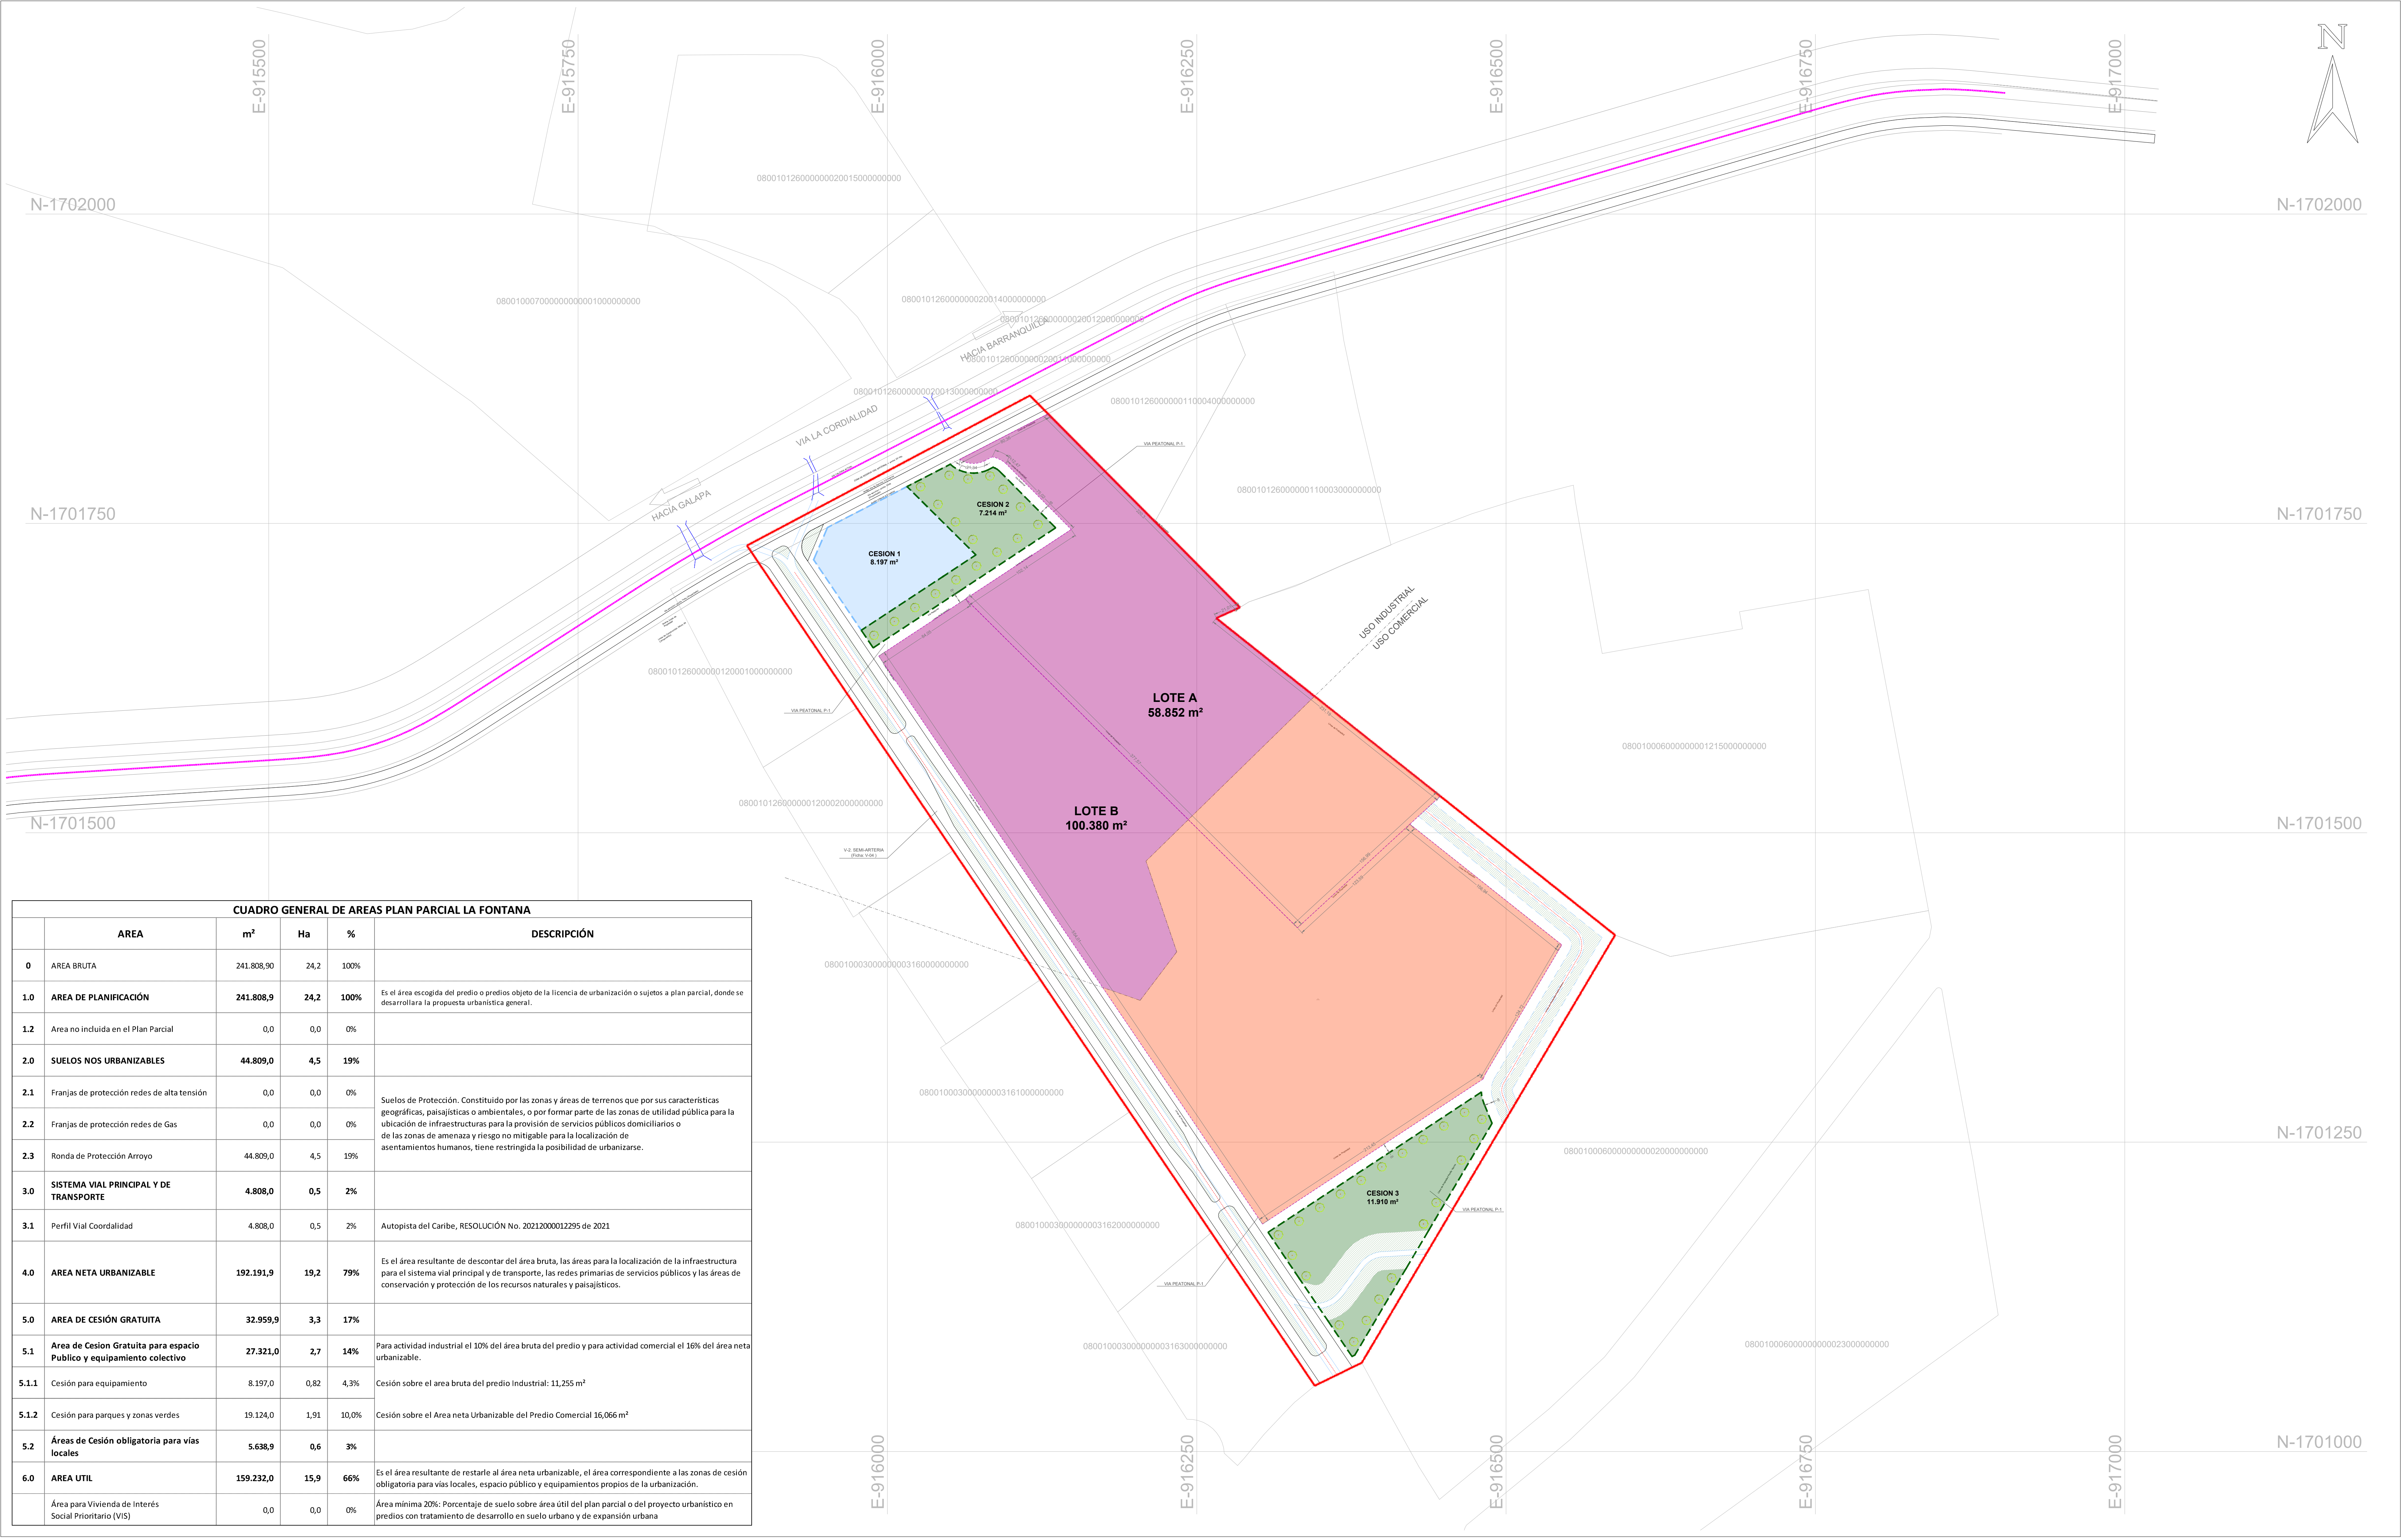 N
E-915500
E-915750
E-916000
E-916250
E-916500
E-916750
E-917000
N-1702000
N-1702000
080010126000000020015000000000
080010007000000000001000000000
080010126000000020014000000000
080010126000000020012000000000
HACIA BARRANQUILLA
080010126000000020013000000000
080010126000000110004000000000
VIA LA CORDIALIDAD
VIA PEATONAL P-1
HACIA GALAPA
080010126000000110003000000000
N-1701750
N-1701750
CESION 2
7.214 m²
CESION 1
8.197 m²
USO INDUSTRIAL
USO COMERCIAL
080010126000000120001000000000
VIA PEATONAL P-1
LOTE A
58.852 m²
080010006000000001215000000000
080010126000000120002000000000
LOTE B
100.380 m²
N-1701500
N-1701500
V-2: SEMI-ARTERIA
(Ficha: V-04 )
080010003000000003160000000000
080010003000000003161000000000
N-1701250
080010006000000000020000000000
CESION 3
11.910 m²
VIA PEATONAL P-1
080010003000000003162000000000
VIA PEATONAL P-1
080010003000000003163000000000
080010006000000000023000000000
N-1701000
E-916000
E-916250
E-916500
E-916750
E-917000
CUADRO GENERAL DE AREAS PLAN PARCIAL LA FONTANA
AREA m² Ha % DESCRIPCIÓN
0 AREA BRUTA 241.808,90 24,2 100%
1.0 AREA DE PLANIFICACIÓN 241.808,9 24,2 100% Es el área escogida del predio o predios objeto de la licencia de urbanización o sujetos a plan parcial, donde se
desarrollara la propuesta urbanística general.
1.2 Area no incluida en el Plan Parcial 0,0 0,0 0%
2.0 SUELOS NOS URBANIZABLES 44.809,0 4,5 19%
2.1 Franjas de protección redes de alta tensión 0,0 0,0 0%
2.2 Franjas de protección redes de Gas 0,0 0,0 0%
2.3 Ronda de Protección Arroyo 44.809,0 4,5 19%
Suelos de Protección. Constituido por las zonas y áreas de terrenos que por sus características
geográficas, paisajísticas o ambientales, o por formar parte de las zonas de utilidad pública para la
ubicación de infraestructuras para la provisión de servicios públicos domiciliarios o
de las zonas de amenaza y riesgo no mitigable para la localización de
asentamientos humanos, tiene restringida la posibilidad de urbanizarse.
3.0 SISTEMA VIAL PRINCIPAL Y DE
TRANSPORTE 4.808,0 0,5 2%
3.1 Perfil Vial Coordalidad 4.808,0 0,5 2% Autopista del Caribe, RESOLUCIÓN No. 20212000012295 de 2021
4.0 AREA NETA URBANIZABLE 192.191,9 19,2 79%
Es el área resultante de descontar del área bruta, las áreas para la localización de la infraestructura
para el sistema vial principal y de transporte, las redes primarias de servicios públicos y las áreas de
conservación y protección de los recursos naturales y paisajísticos.
5.0 AREA DE CESIÓN GRATUITA 32.959,9 3,3 17%
5.1 Area de Cesion Gratuita para espacio
Publico y equipamiento colectivo 27.321,0 2,7 14%
Para actividad industrial el 10% del área bruta del predio y para actividad comercial el 16% del área neta
urbanizable.
5.1.1 Cesión para equipamiento 8.197,0 0,82 4,3% Cesión sobre el area bruta del predio Industrial: 11,255 m²
5.1.2 Cesión para parques y zonas verdes 19.124,0 1,91 10,0% Cesión sobre el Area neta Urbanizable del Predio Comercial 16,066 m²
5.2 Áreas de Cesión obligatoria para vías
locales 5.638,9 0,6 3%
6.0 AREA UTIL 159.232,0 15,9 66%
Es el área resultante de restarle al área neta urbanizable, el área correspondiente a las zonas de cesión
obligatoria para vías locales, espacio público y equipamientos propios de la urbanización.
Área para Vivienda de Interés
Social Prioritario (VIS) 0,0 0,0 0%
Área mínima 20%: Porcentaje de suelo sobre área útil del plan parcial o del proyecto urbanístico en
predios con tratamiento de desarrollo en suelo urbano y de expansión urbana